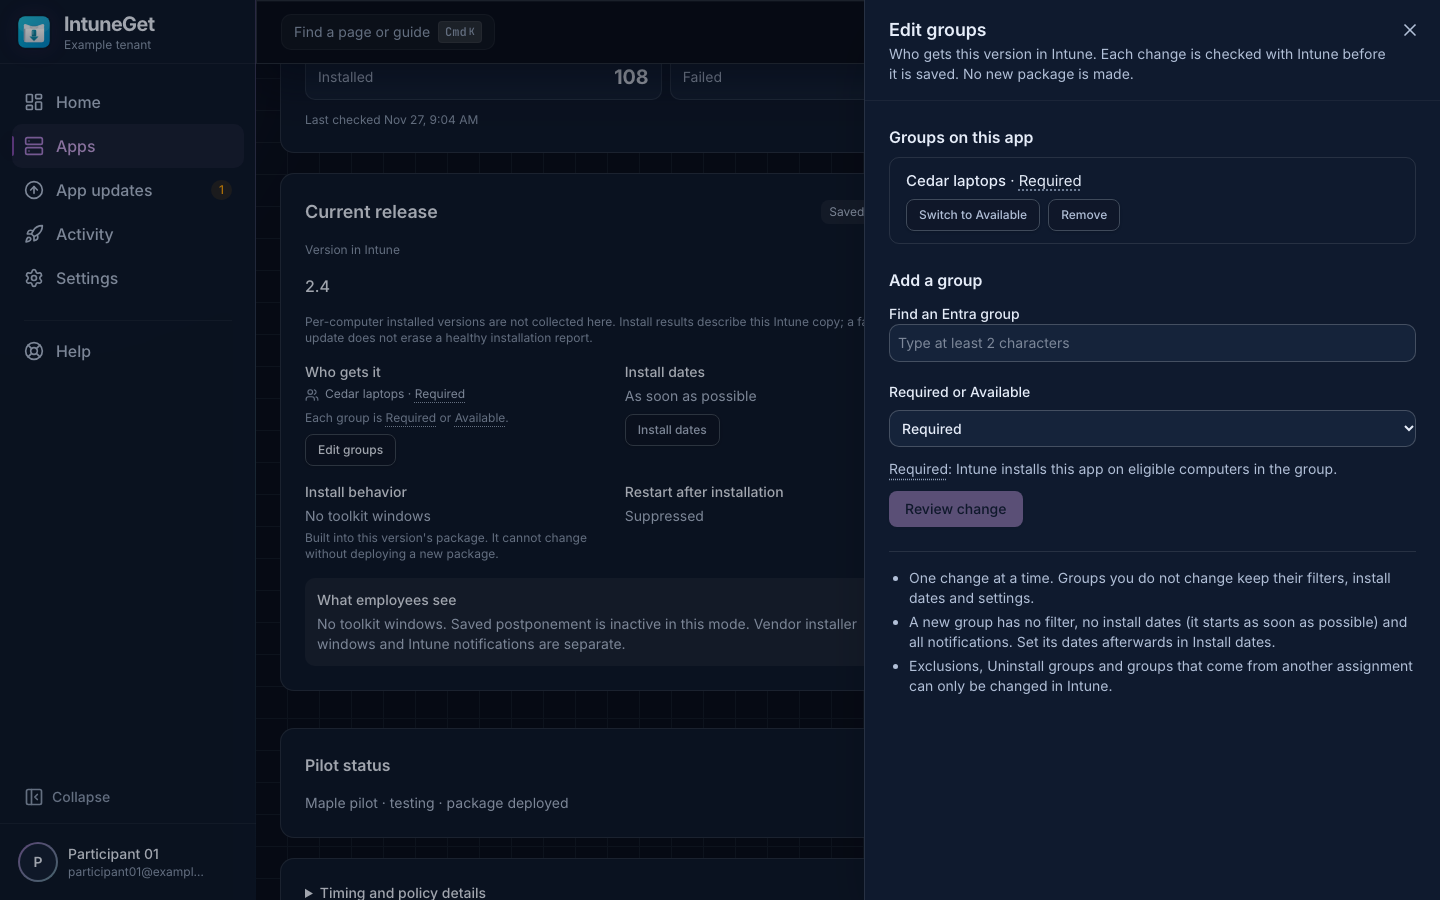 IntuneGet
Example tenant
Home
Apps
App updates
1
Activity
Settings
Help
Collapse
P
Participant 01
participant01@exampl...
Find a page or guide
Cmd K
Installed
108
Failed
Last checked Nov 27, 9:04 AM
Current release
Saved
Version in Intune
2.4
Per-computer installed versions are not collected here. Install results describe this Intune copy; a fa
update does not erase a healthy installation report.
Who gets it
Cedar laptops · Required
Each group is Required or Available.
Edit groups
Install dates
As soon as possible
Install dates
Install behavior
No toolkit windows
Built into this version's package. It cannot change
without deploying a new package.
Restart after installation
Suppressed
What employees see
No toolkit windows. Saved postponement is inactive in this mode. Vendor installer
windows and Intune notifications are separate.
Pilot status
Maple pilot · testing · package deployed
Timing and policy details
Edit groups
Who gets this version in Intune. Each change is checked with Intune before
it is saved. No new package is made.
Groups on this app
Cedar laptops · Required
Switch to Available
Remove
Add a group
Find an Entra group
Type at least 2 characters
Required or Available
Required
Required: Intune installs this app on eligible computers in the group.
Review change
• One change at a time. Groups you do not change keep their filters, install
dates and settings.
• A new group has no filter, no install dates (it starts as soon as possible) and
all notifications. Set its dates afterwards in Install dates.
• Exclusions, Uninstall groups and groups that come from another assignment
can only be changed in Intune.